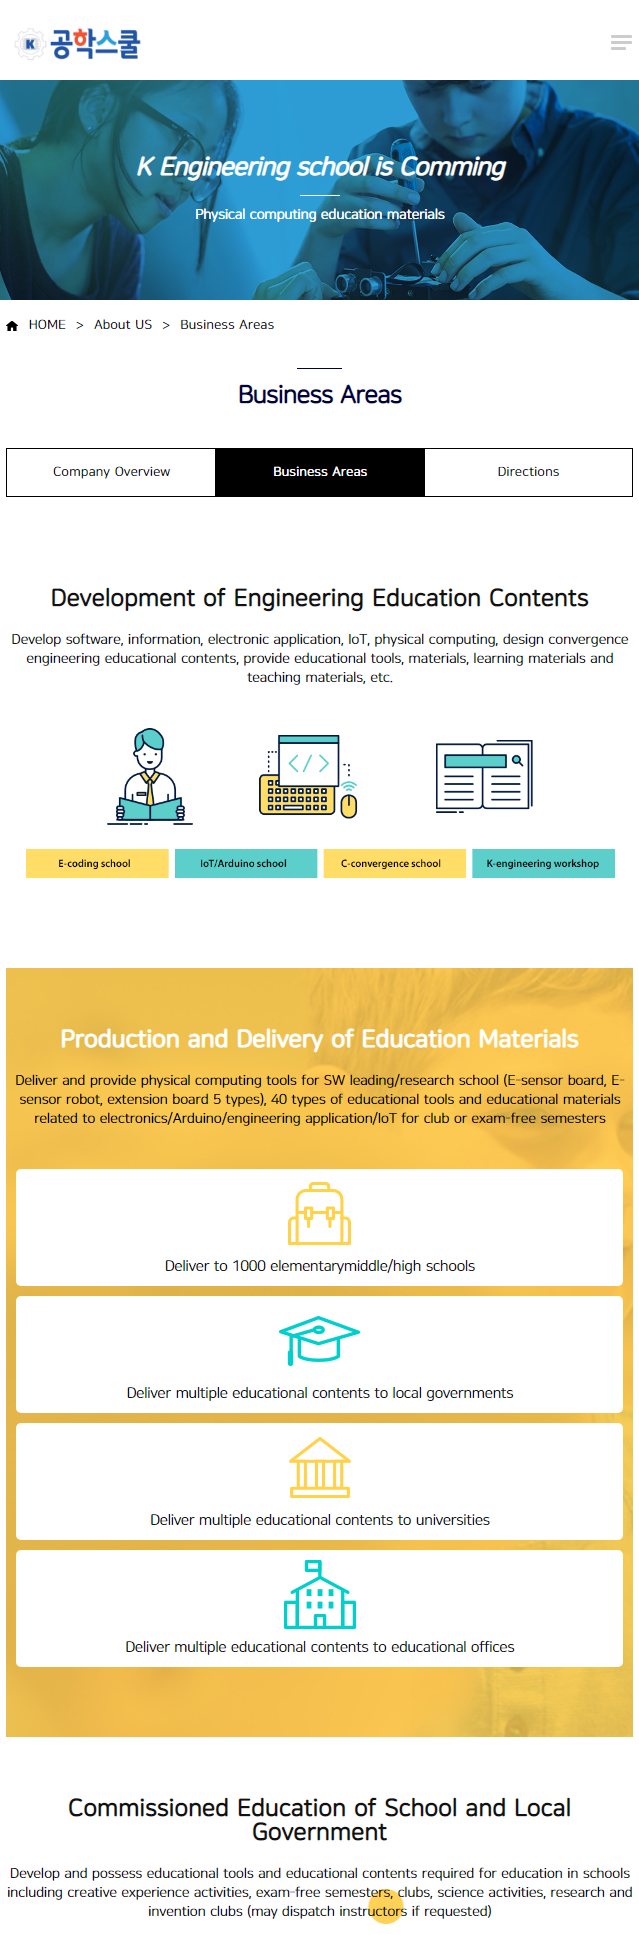 K 공학스쿨
K Engineering school is Comming
Physical computing education materials
HOME > About US > Business Areas
Business Areas
Company Overview Business Areas Directions
Development of Engineering Education Contents
Develop software, information, electronic application, IoT, physical computing, design convergence
engineering educational contents, provide educational tools, materials, learning materials and
teaching materials, etc.
</>
E-coding school IoT/Arduino school C-convergence school K-engineering workshop
Production and Delivery of Education Materials
Deliver and provide physical computing tools for SW leading/research school (E-sensor board, E-
sensor robot, extension board 5 types), 40 types of educational tools and educational materials
related to electronics/Arduino/engineering application/IoT for club or exam-free semesters
Deliver to 1000 elementarymiddle/high schools
Deliver multiple educational contents to local governments
Deliver multiple educational contents to universities
Deliver multiple educational contents to educational offices
Commissioned Education of School and Local
Government
Develop and possess educational tools and educational contents required for education in schools
including creative experience activities, exam-free semesters, clubs, science activities, research and
invention clubs (may dispatch instructors if requested)